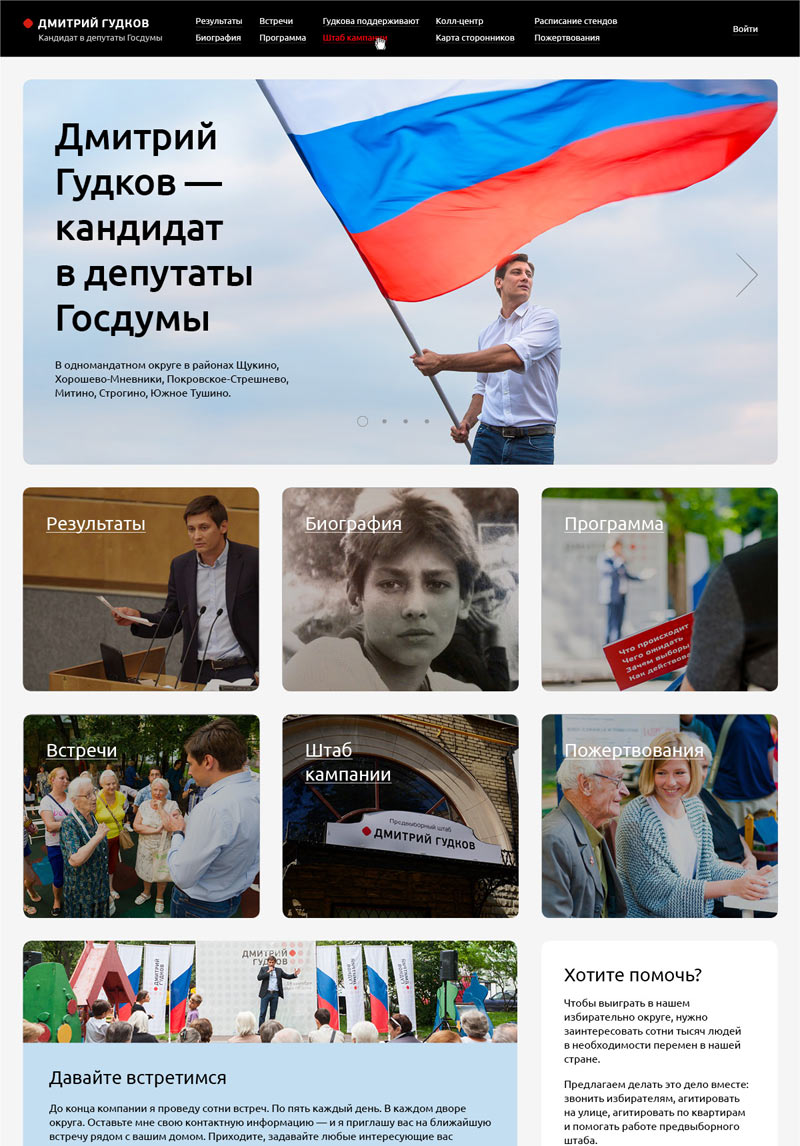 ДМИТРИЙ ГУДКОВ
Кандидат в депутаты Госдумы
Результаты
Встречи
Гудкова поддерживают
Колл-центр
Расписание стендов
Биография
Программа
Штаб кампании
Карта сторонников
Пожертвования
Войти
Дмитрий
Гудков —
кандидат
в депутаты
Госдумы
В одномандатном округе в районах Щукино,
Хорошево-Мневники, Покровское-Стрешнево,
Митино, Строгино, Южное Тушино.
Результаты
Биография
Программа
Что происходит
Чего ожидать
Зачем выборы
Как действова
Встречи
Штаб
кампании
Предвыборный штаб
ДМИТРИЙ ГУДКОВ
Пожертвования
ДМИТРИЙ
ГУДКОВ
Давайте встретимся
До конца компании я проведу сотни встреч. По пять каждый день. В каждом дворе
округа. Оставьте мне свою контактную информацию — и я приглашу вас на ближайшую
встречу рядом с вашим домом. Приходите, задавайте любые интересующие вас
Хотите помочь?
Чтобы выиграть в нашем
избирательно округе, нужно
заинтересовать сотни тысяч людей
в необходимости перемен в нашей
стране.
Предлагаем делать это дело вместе:
звонить избирателям, агитировать
на улице, агитировать по квартирам
и помогать работе предвыборного
штаба.